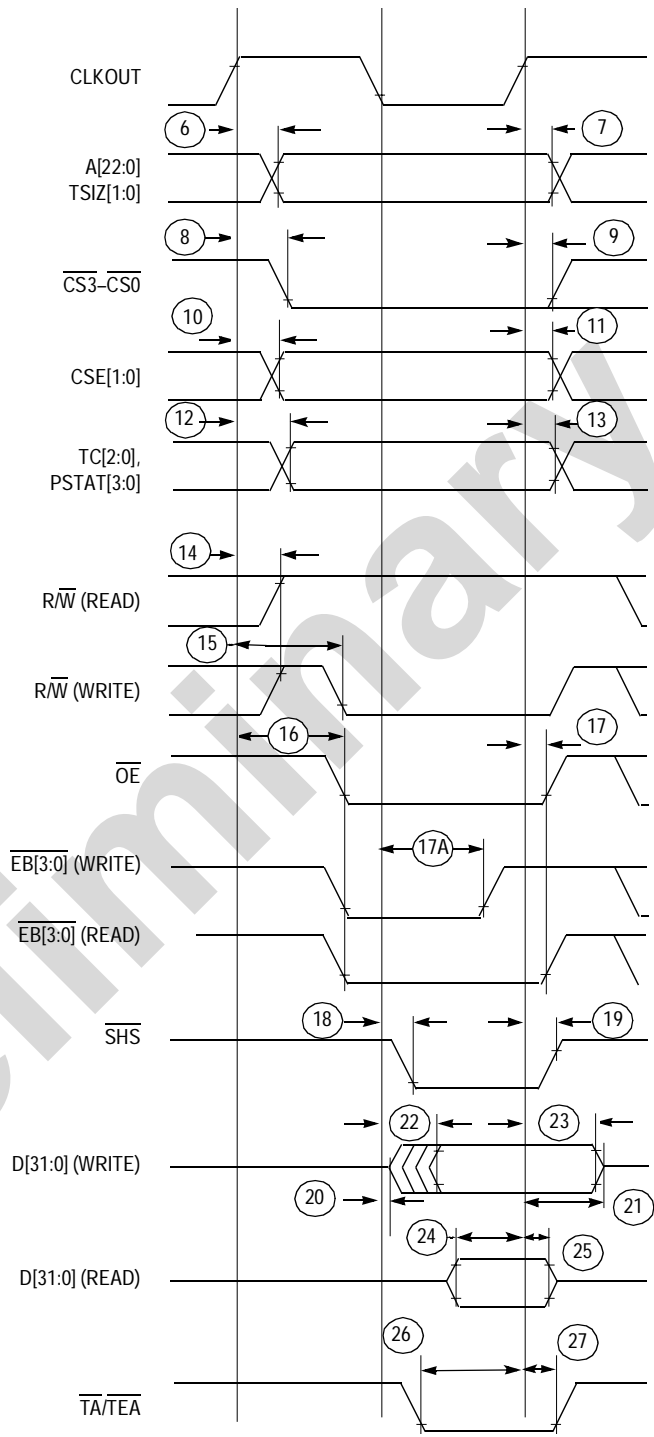 CLKOUT
6
7
A[22:0]
TSIZ[1:0]
8
9
CS3–CS0
10
11
CSE[1:0]
12
13
TC[2:0],
PSTAT[3:0]
14
R/W (READ)
15
R/W (WRITE)
16
17
OE
17A
EB[3:0] (WRITE)
EB[3:0] (READ)
18
19
SHS
22
23
D[31:0] (WRITE)
20
21
24
25
D[31:0] (READ)
26
27
TA/TEA
eliminary